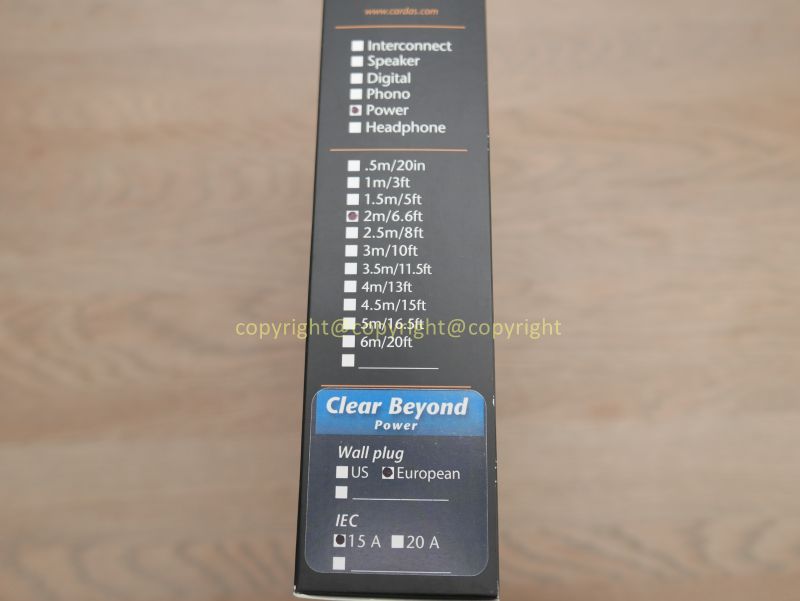 www.cardas.com
Interconnect
Speaker
Digital
Phono
Power
Headphone
.5m/20in
1m/3ft
1.5m/5ft
2m/6.6ft
2.5m/8ft
3m/10ft
3.5m/11.5ft
4m/13ft
4.5m/15ft
5m/16.5ft
copyright@copyright@copyright
6m/20ft
Clear Beyond
Power
Wall plug
US European
IEC
15 A 20 A